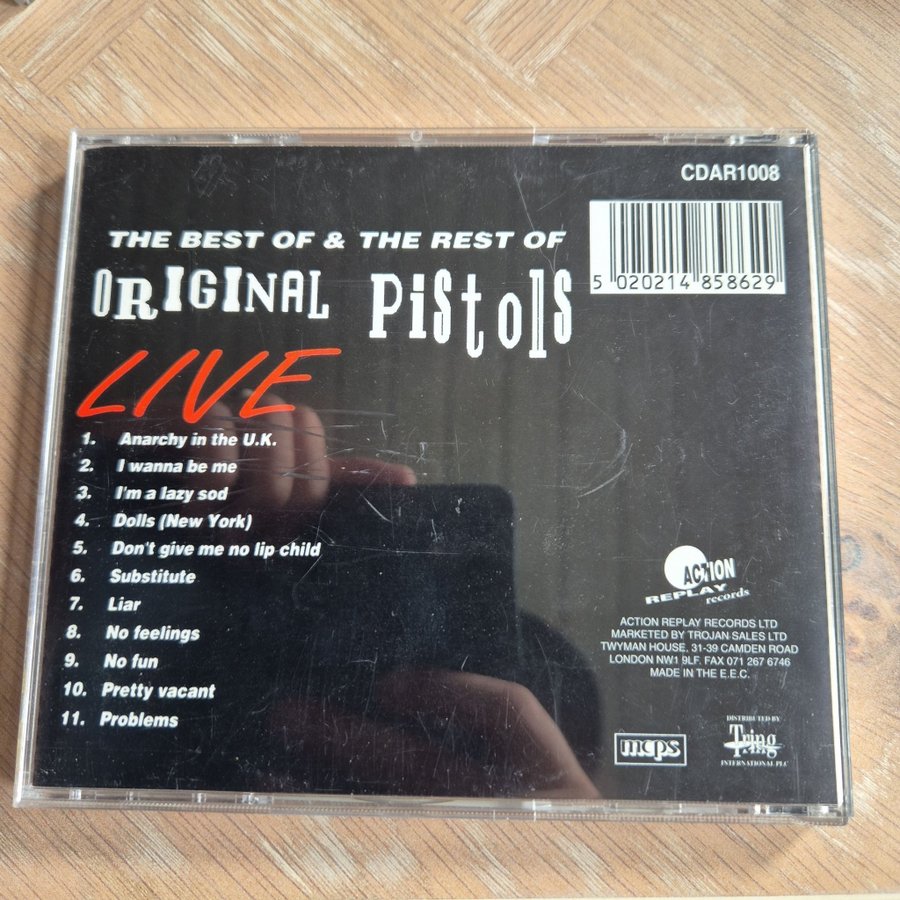 CDAR1008
THE BEST OF & THE REST OF
ORIGINAL PiStolS
5 020214 858629
LIVE
1. Anarchy in the U.K.
2. I wanna be me
3. I'm a lazy sod
4. Dolls (New York)
5. Don't give me no lip child
6. Substitute
7. Liar
8. No feelings
9. No fun
10. Pretty vacant
11. Problems
ACTION
REPLAY
records
ACTION REPLAY RECORDS LTD
MARKETED BY TROJAN SALES LTD
TWYMAN HOUSE, 31-39 CAMDEN ROAD
LONDON NW1 9LF. FAX 071 267 6746
MADE IN THE E.E.C.
mcps
DISTRIBUTED BY
Tring
INTERNATIONAL PLC